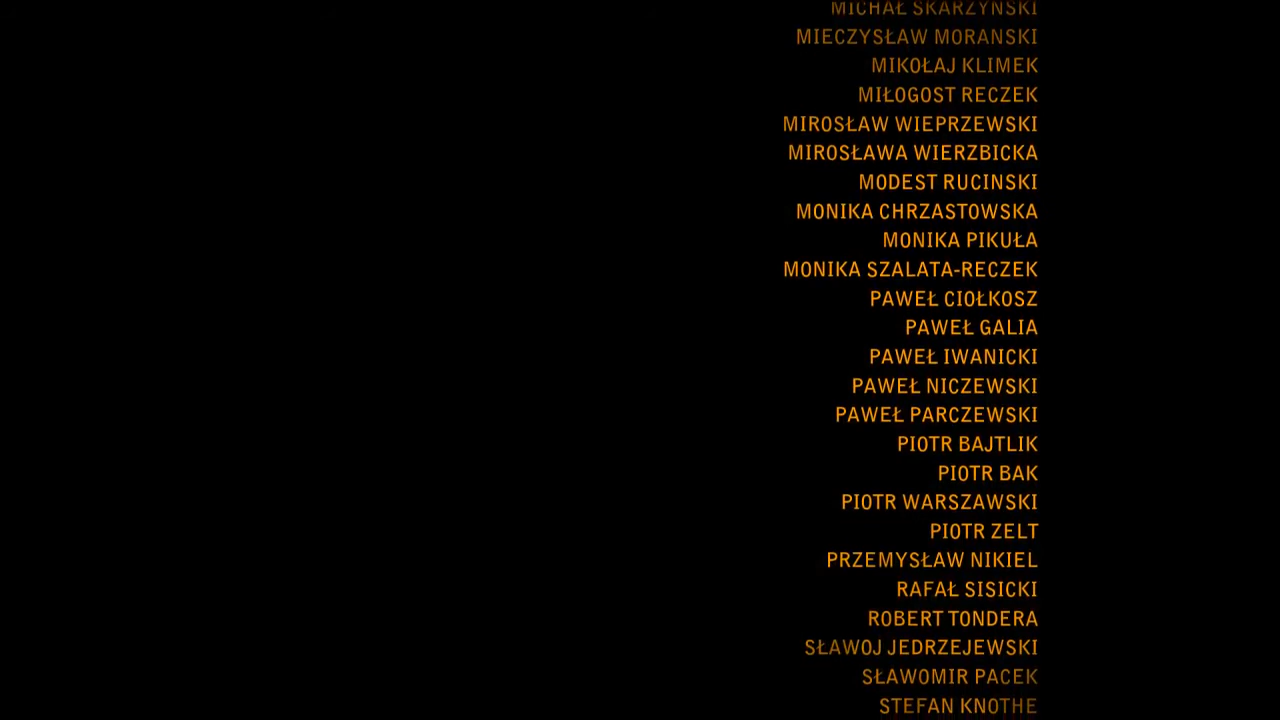 MICHAŁ SKARZYNSKI
MIECZYSŁAW MORANSKI
MIKOŁAJ KLIMEK
MIŁOGOST RECZEK
MIROSŁAW WIEPRZEWSKI
MIROSŁAWA WIERZBICKA
MODEST RUCINSKI
MONIKA CHRZASTOWSKA
MONIKA PIKUŁA
MONIKA SZALATA-RECZEK
PAWEŁ CIOŁKOSZ
PAWEŁ GALIA
PAWEŁ IWANICKI
PAWEŁ NICZEWSKI
PAWEŁ PARCZEWSKI
PIOTR BAJTLIK
PIOTR BAK
PIOTR WARSZAWSKI
PIOTR ZELT
PRZEMYSŁAW NIKIEL
RAFAŁ SISICKI
ROBERT TONDERA
SŁAWOJ JEDRZEJEWSKI
SŁAWOMIR PACEK
STEFAN KNOTHE